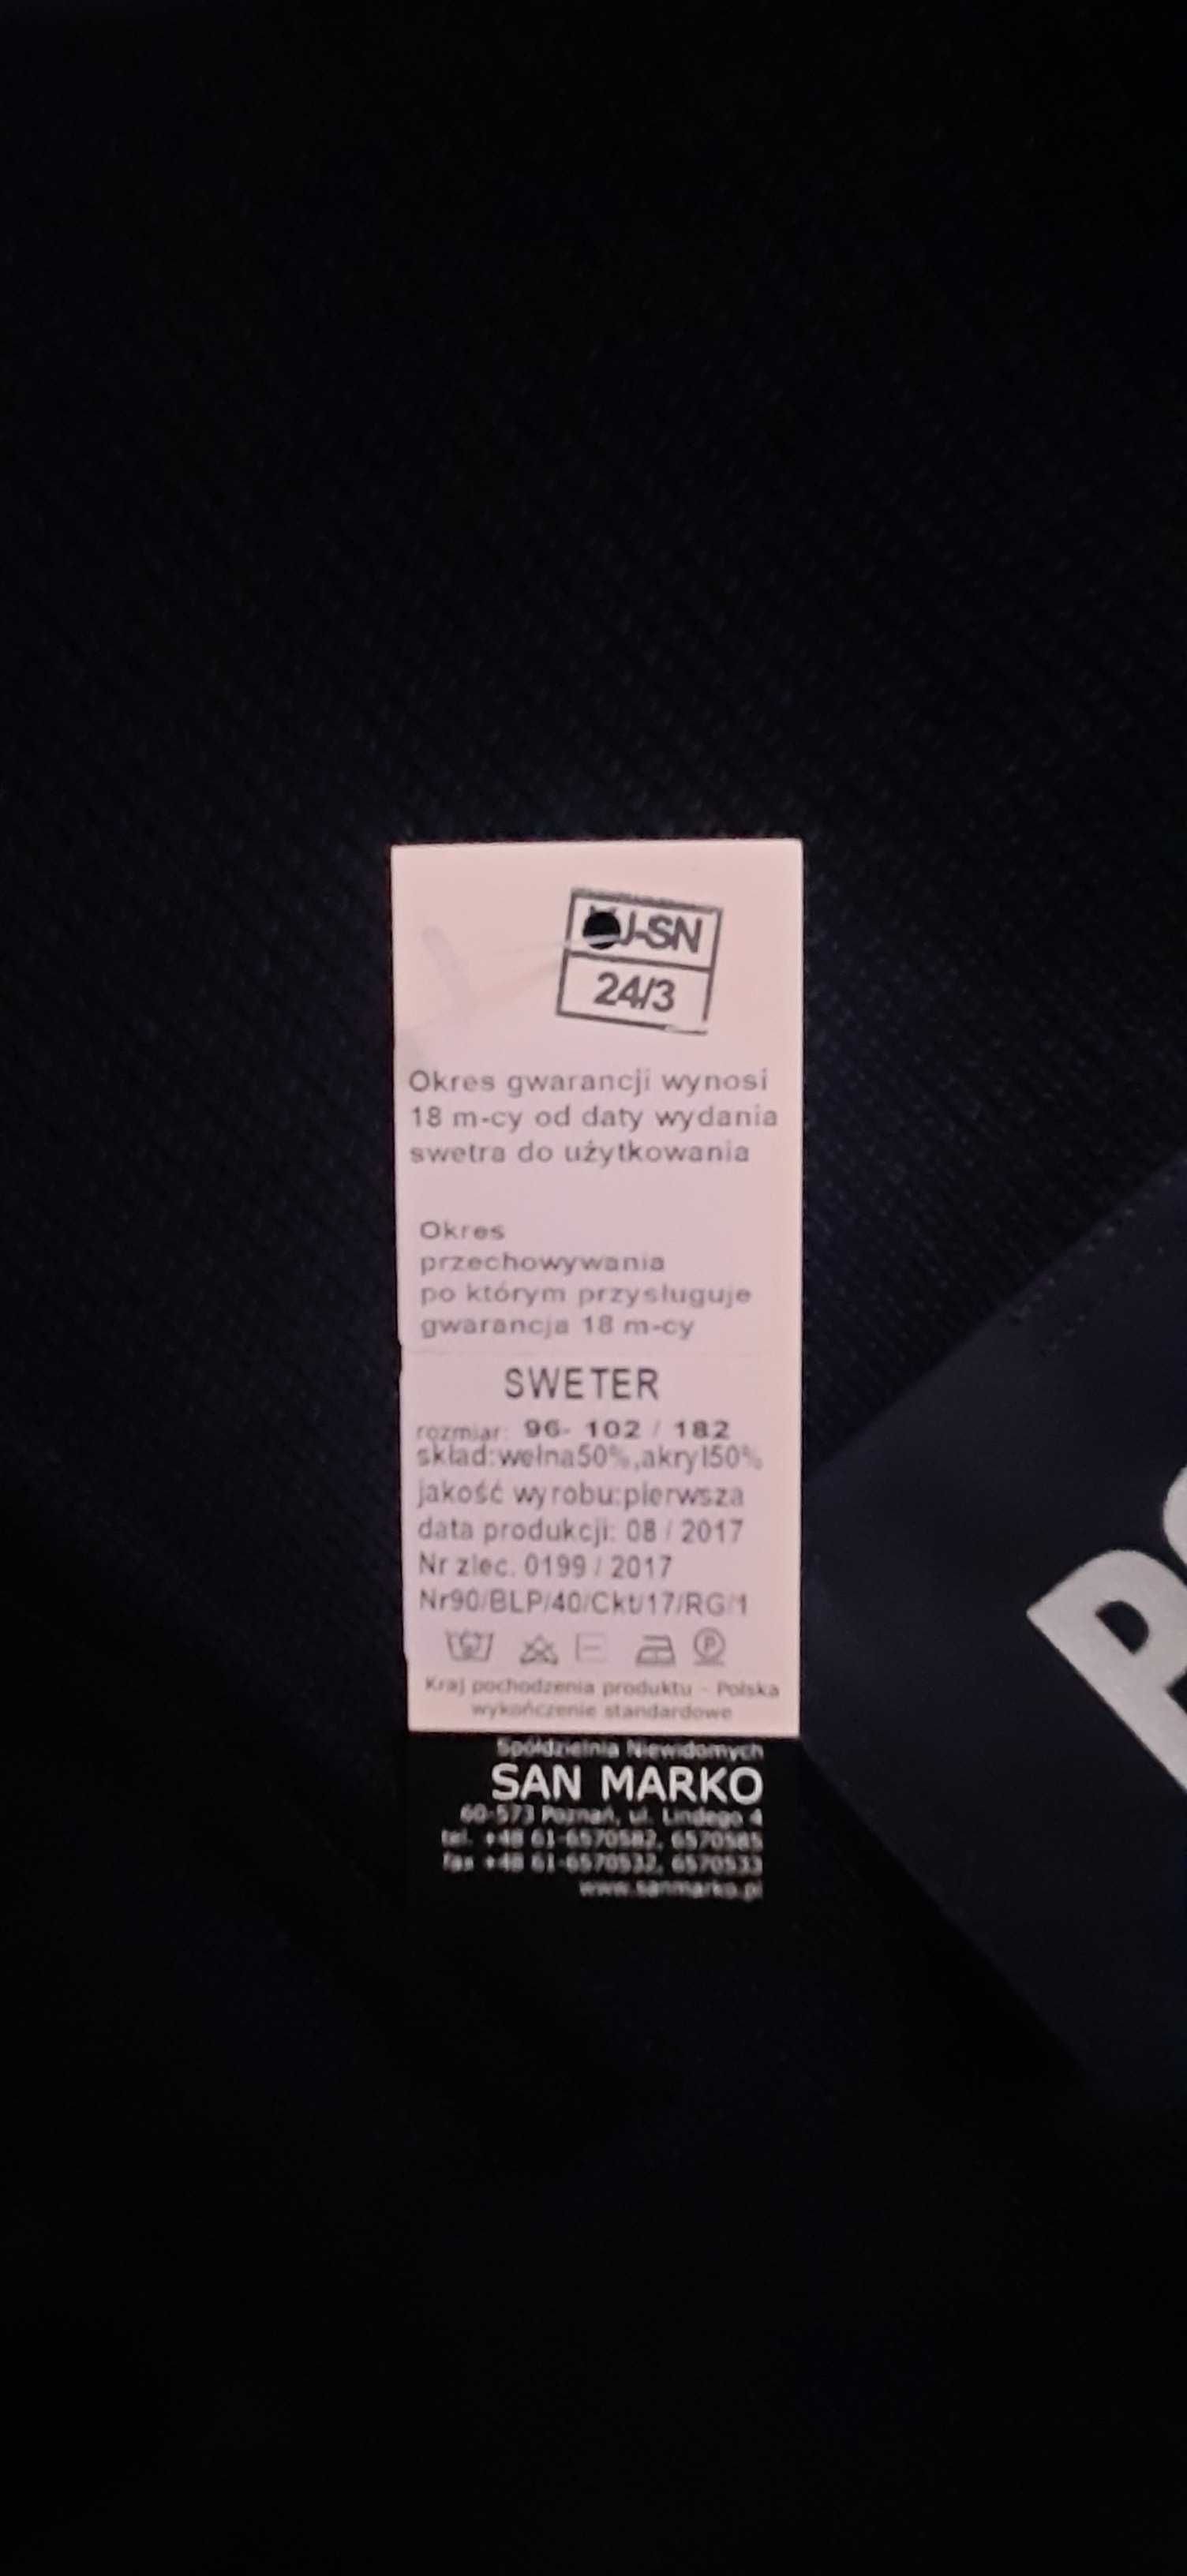 J-SN
24/3
Okres gwarancji wynosi
18 m-cy od daty wydania
swetra do użytkowania
Okres
przechowywania
po którym przysługuje
gwarancja 18 m-cy
SWETER
rozmiar: 96- 102 / 182
skład:wełna50%,akryl50%
jakość wyrobu:pierwsza
data produkcji: 08 / 2017
Nr zlec. 0199 / 2017
Nr90/BLP/40/Ckt/17/RG/1
P
Kraj pochodzenia produktu - Polska
wykończenie standardowe
Spółdzielnia Niewidomych
SAN MARKO
60-573 Poznań, ul. Lindego 4
tel. +48 61-6570582, 6570585
fax +48 61-6570532, 6570533
www.sanmarko.pl